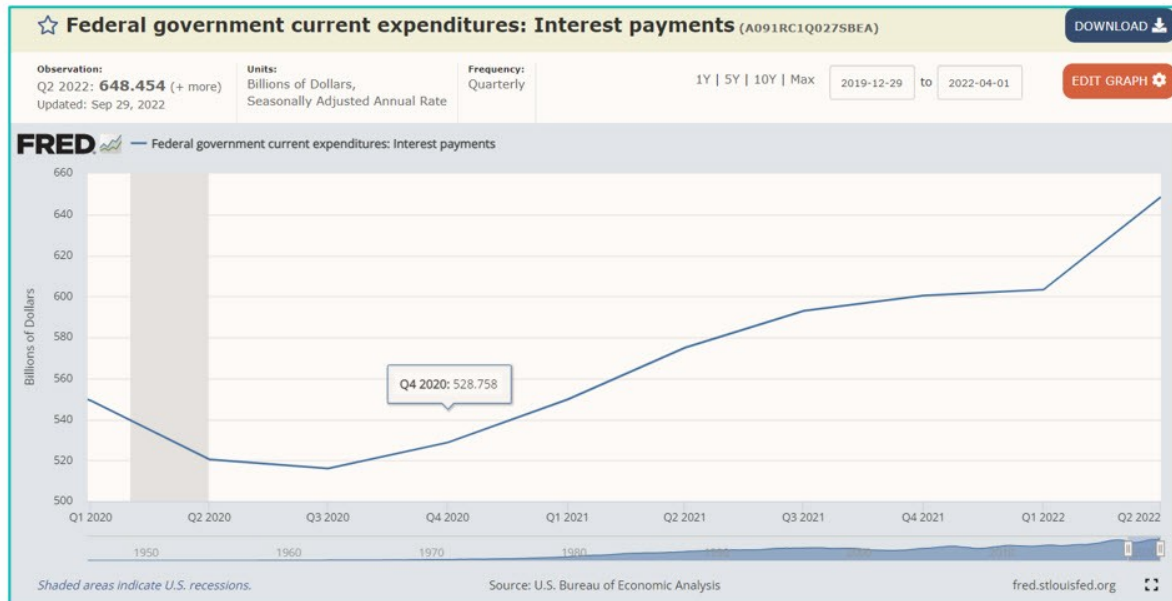 ☆ Federal government current expenditures: Interest payments (A091RC1Q027SBEA)
DOWNLOAD
Observation:
Q2 2022: 648.454 (+ more)
Updated: Sep 29, 2022
Units:
Billions of Dollars,
Seasonally Adjusted Annual Rate
Frequency:
Quarterly
1Y | 5Y | 10Y | Max
2019-12-29 to 2022-04-01
EDIT GRAPH
FRED — Federal government current expenditures: Interest payments
660
640
620
600
580
560
540
520
500
Billions of Dollars
Q4 2020: 528.758
Q1 2020 Q2 2020 Q3 2020 Q4 2020 Q1 2021 Q2 2021 Q3 2021 Q4 2021 Q1 2022 Q2 2022
1950 1960 1970 1980
Shaded areas indicate U.S. recessions.
Source: U.S. Bureau of Economic Analysis
fred.stlouisfed.org